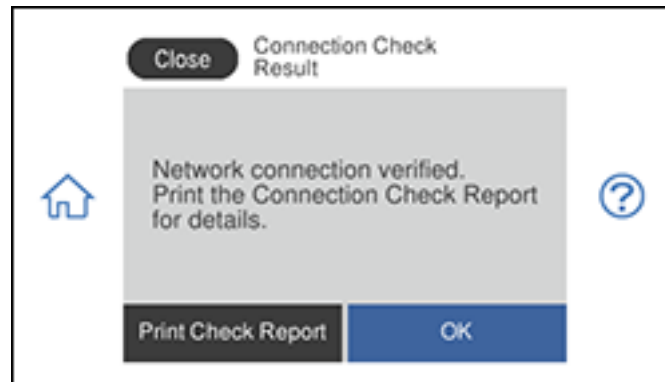 Close
Connection Check
Result
Network connection verified.
Print the Connection Check Report
for details.
Print Check Report
OK